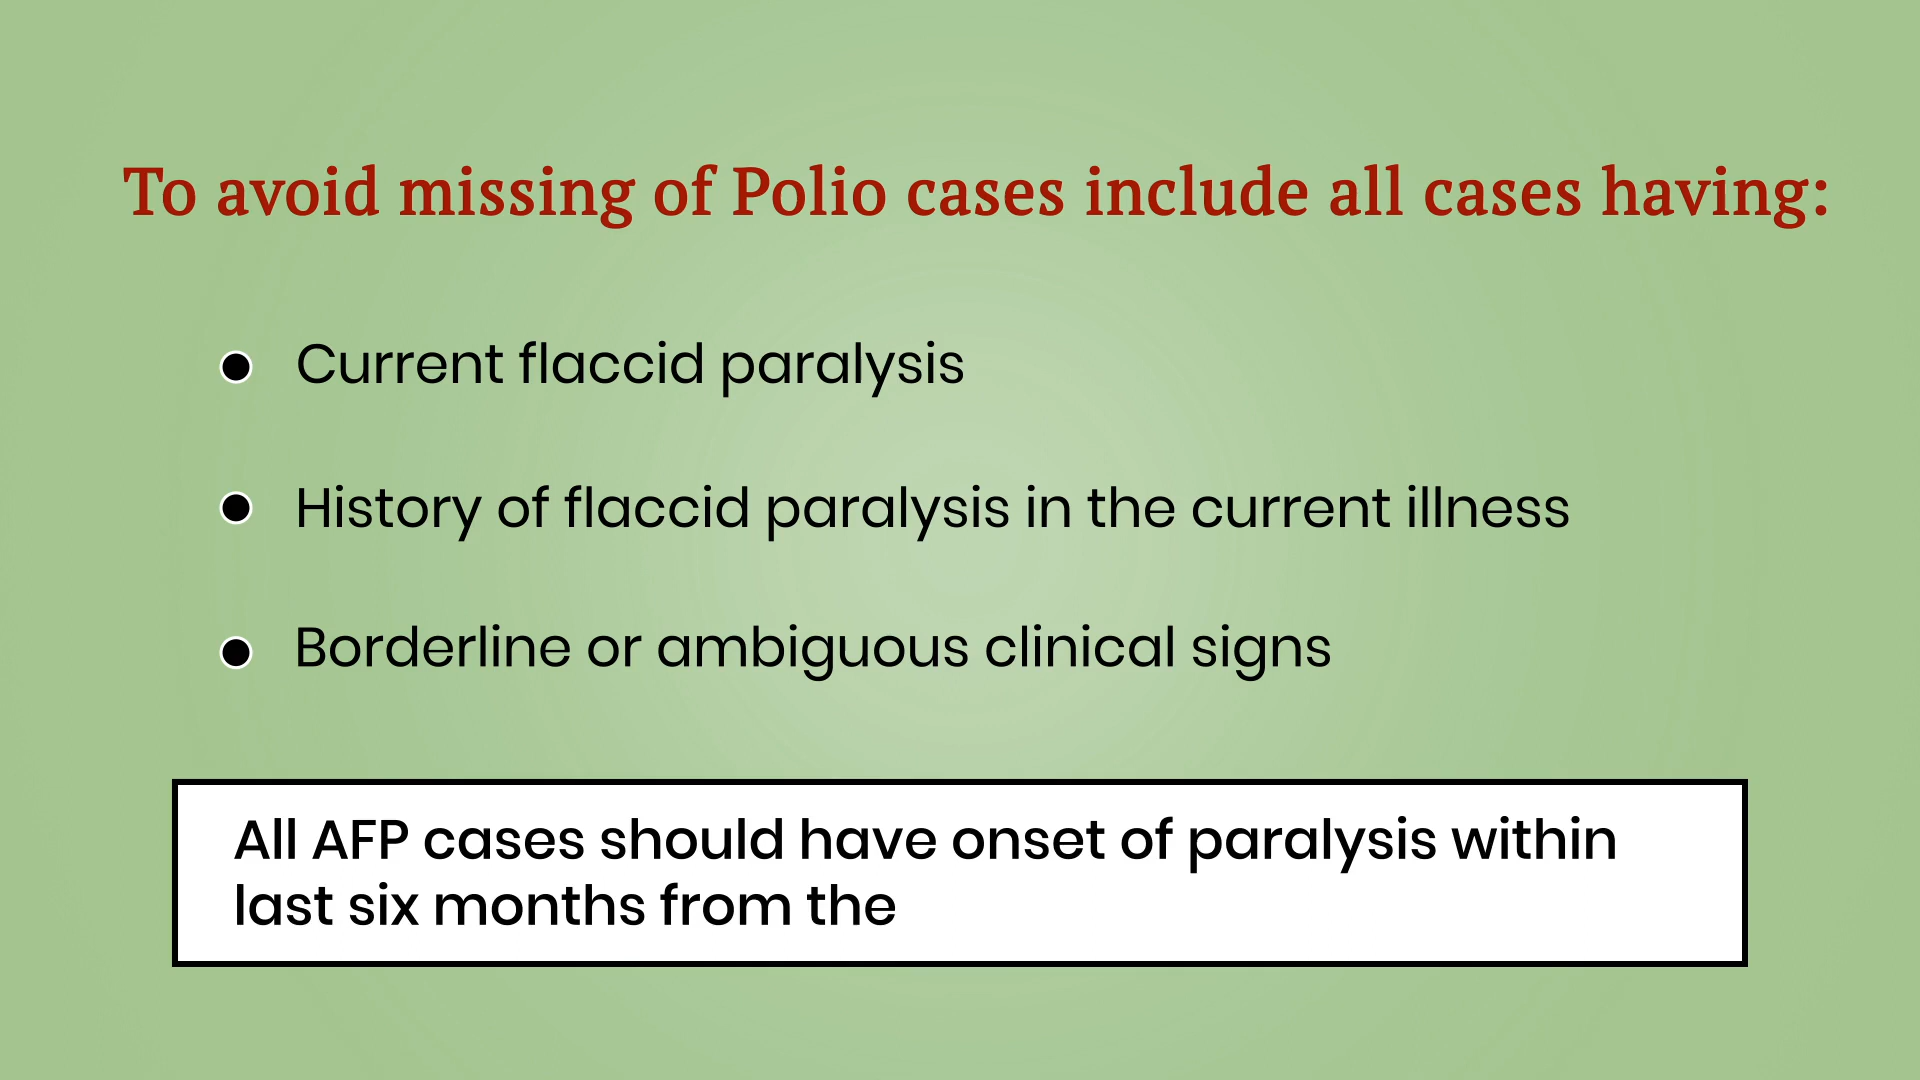 To avoid missing of Polio cases include all cases having:
Current flaccid paralysis
History of flaccid paralysis in the current illness
Borderline or ambiguous clinical signs
All AFP cases should have onset of paralysis within
last six months from the